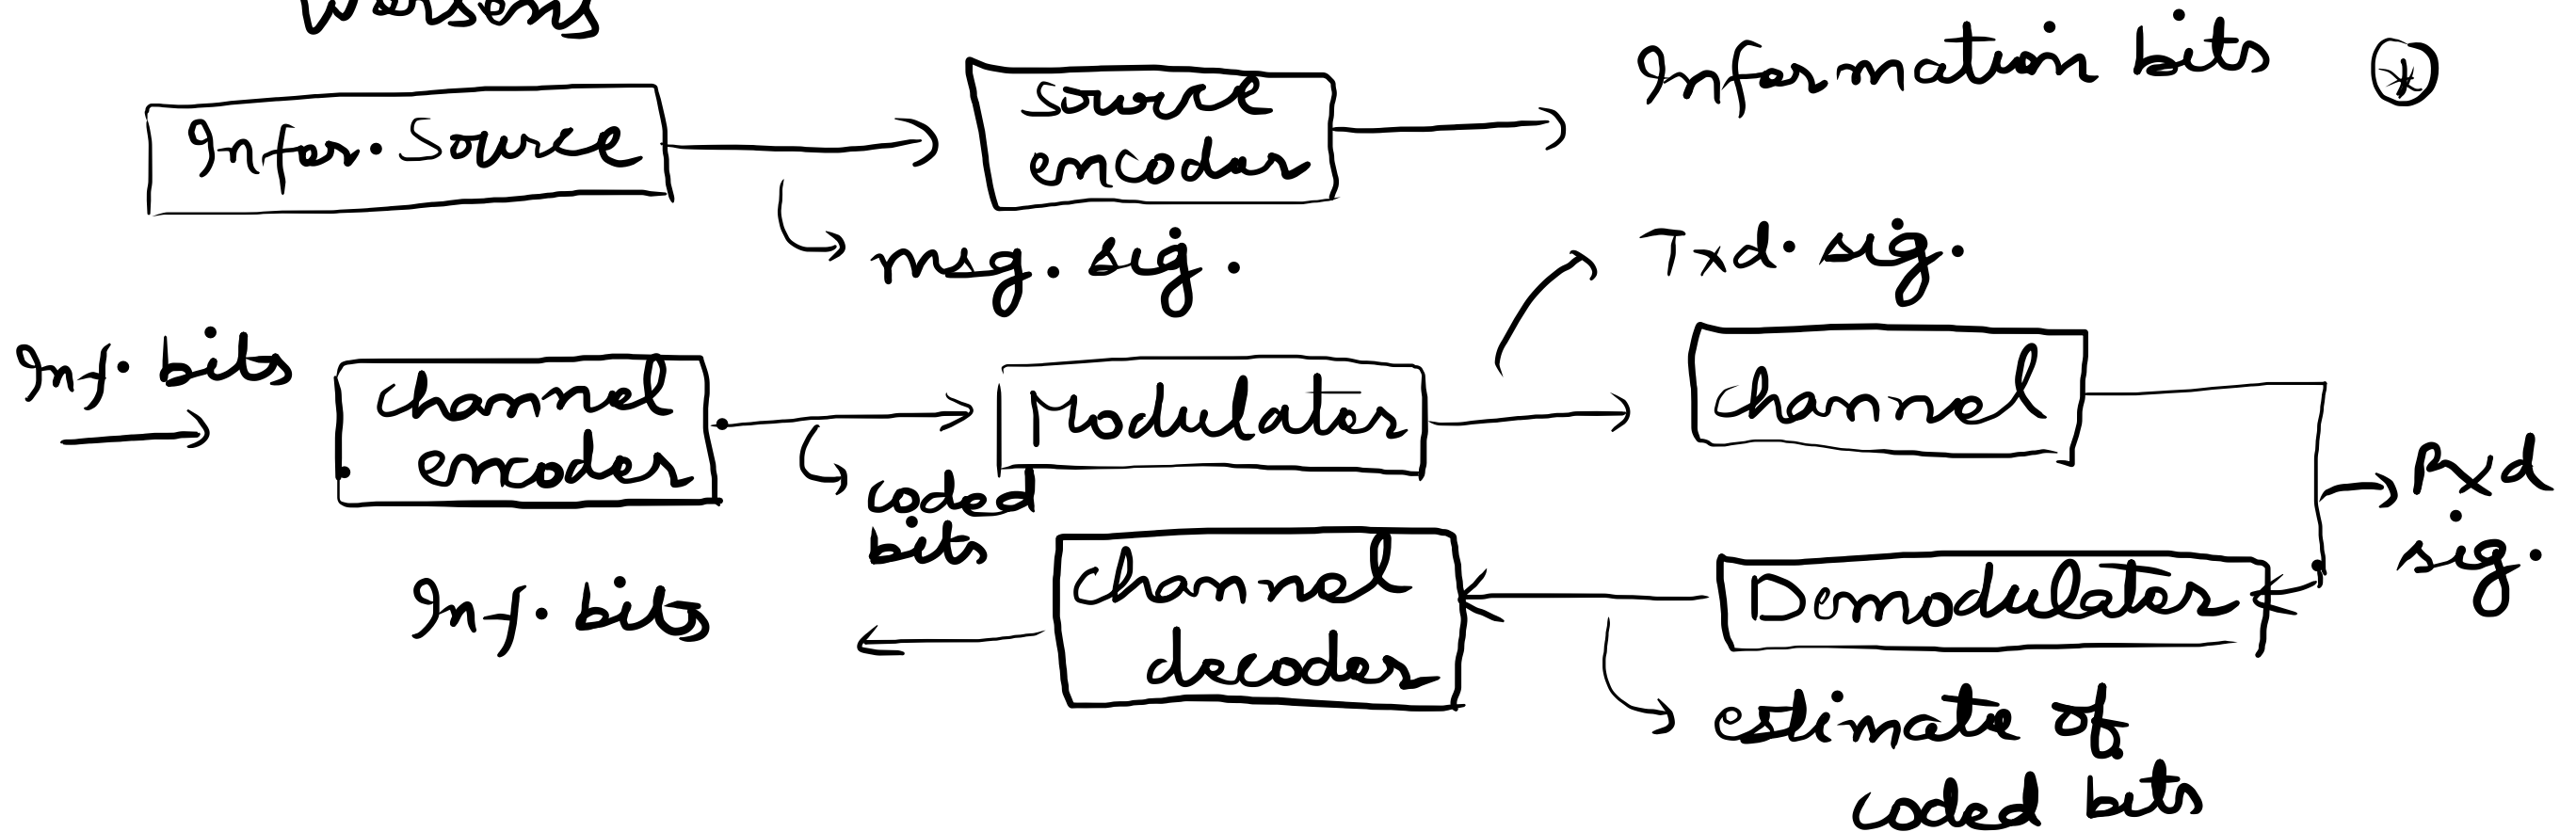 worsens
Information bits *
Infor. Source
source
encoder
msg. sig.
Txd. sig.
Inf. bits
channel
encoder
Modulator
channel
coded
bits
Rxd
sig.
Inf. bits
channel
decoder
Demodulator
estimate of
coded bits